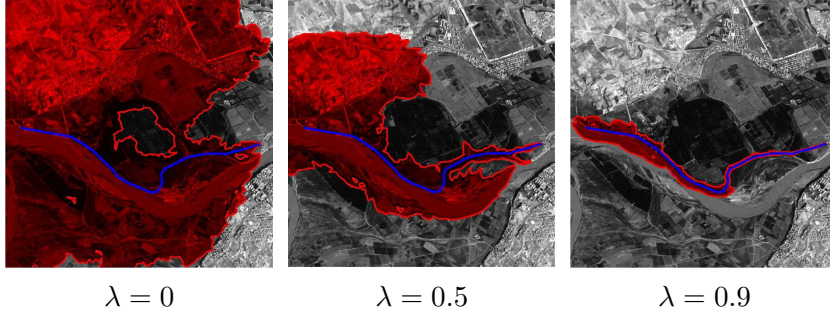 λ = 0
λ = 0.5
λ = 0.9